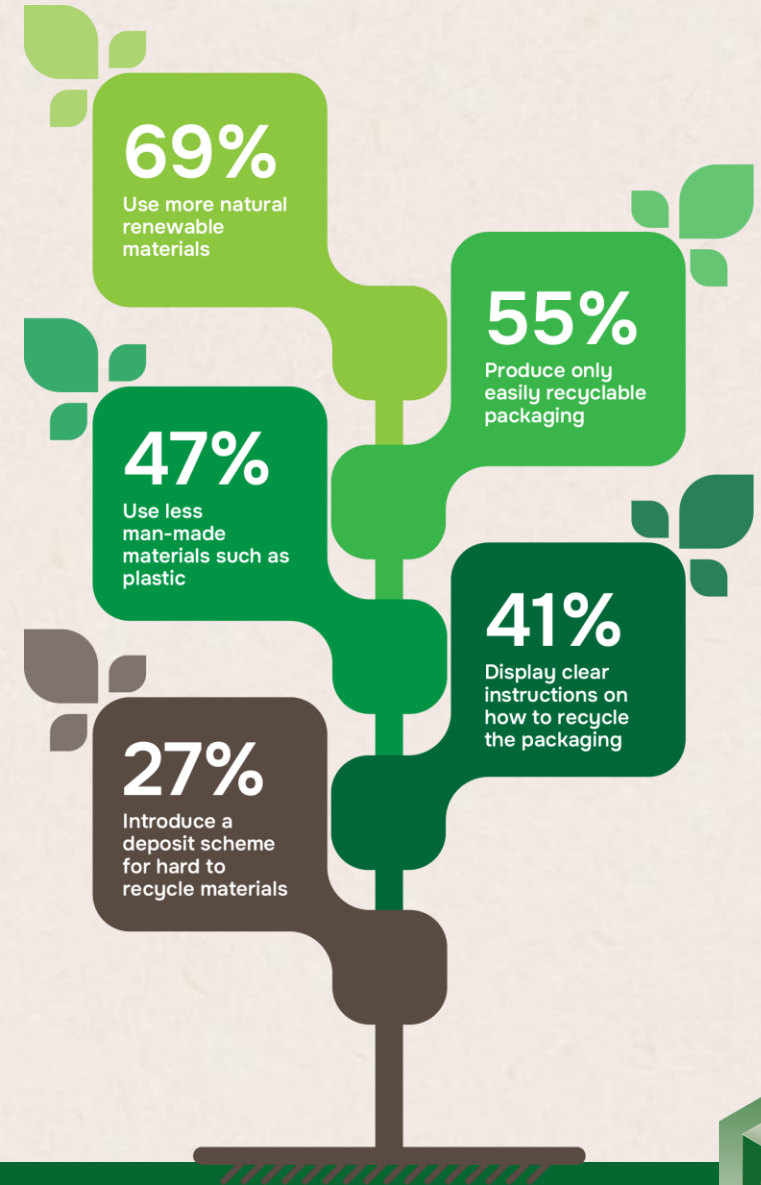 69%
Use more natural
renewable
materials
55%
Produce only
easily recyclable
packaging
47%
Use less
man-made
materials such as
plastic
41%
Display clear
instructions on
how to recycle
the packaging
27%
Introduce a
deposit scheme
for hard to
recycle materials